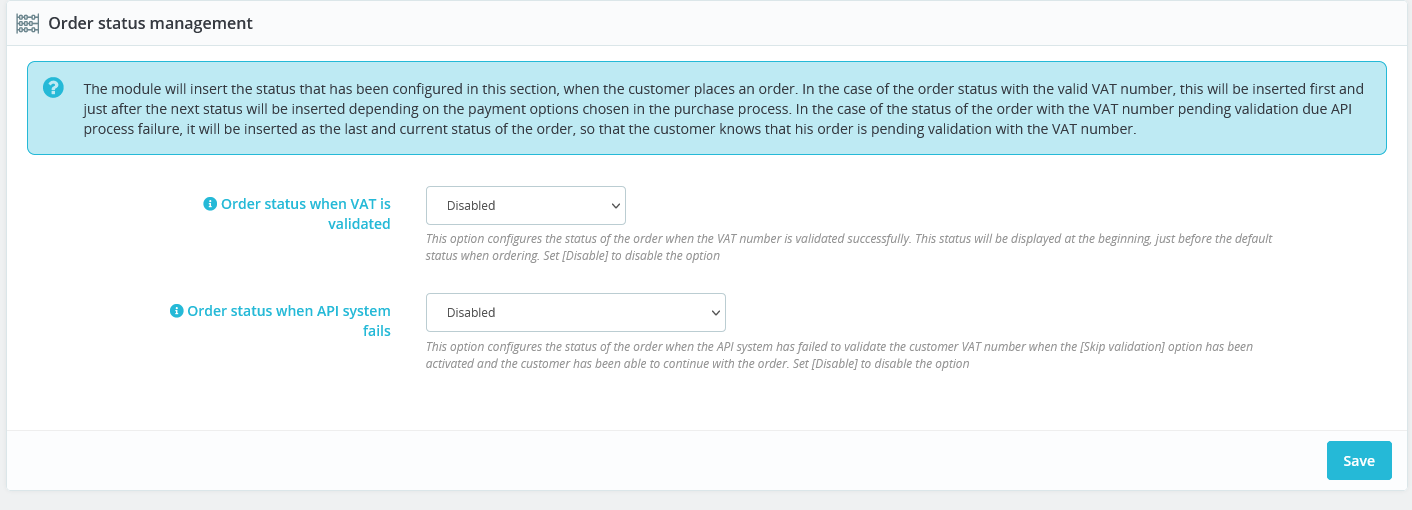 Order status management
The module will insert the status that has been configured in this section, when the customer places an order. In the case of the order status with the valid VAT number, this will be inserted first and
just after the next status will be inserted depending on the payment options chosen in the purchase process. In the case of the status of the order with the VAT number pending validation due API
process failure, it will be inserted as the last and current status of the order, so that the customer knows that his order is pending validation with the VAT number.
Order status when VAT is
validated
Disabled
This option configures the status of the order when the VAT number is validated successfully. This status will be displayed at the beginning, just before the default
status when ordering. Set [Disable] to disable the option
Order status when API system
fails
Disabled
This option configures the status of the order when the API system has failed to validate the customer VAT number when the [Skip validation] option has been
activated and the customer has been able to continue with the order. Set [Disable] to disable the option
Save